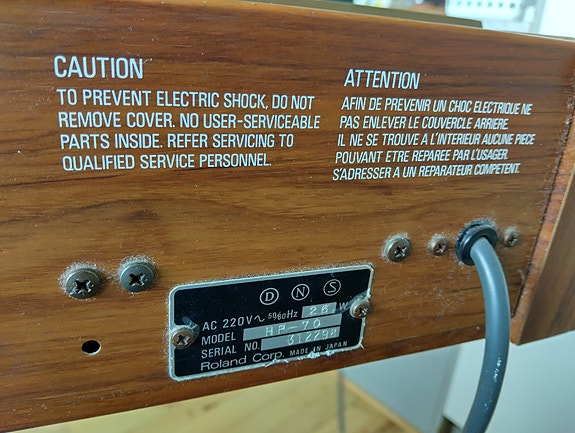 CAUTION
TO PREVENT ELECTRIC SHOCK, DO NOT
REMOVE COVER. NO USER-SERVICEABLE
PARTS INSIDE. REFER SERVICING TO
QUALIFIED SERVICE PERSONNEL.
ATTENTION
AFIN DE PREVENIR UN CHOC ELECTRIQUE NE
PAS ENLEVER LE COUVERCLE ARRIERE.
IL NE SE TROUVE A L'INTERIEUR AUCUNE PIECE
POUVANT ETRE REPAREE PAR L'USAGER.
S'ADRESSER A UN REPARATEUR COMPETENT.
D N S
AC 220V~ 50/60Hz W
MODEL HP-70
SERIAL NO.
Roland Corp. MADE IN JAPAN